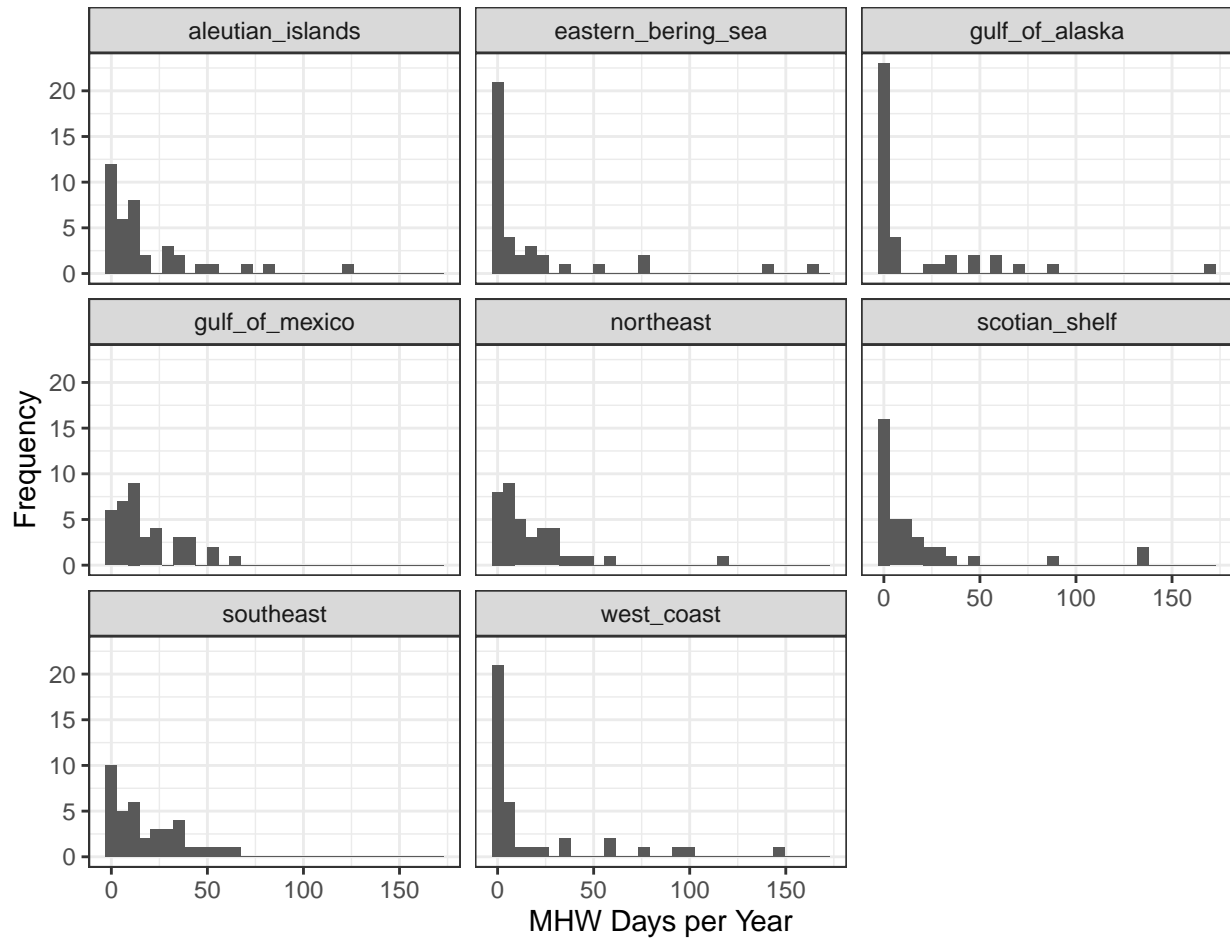 aleutian_islands eastern_bering_sea gulf_of_alaska
20
15
10
5
0
gulf_of_mexico northeast scotian_shelf
20
15
10
5
0
Frequency
0 50 100 150
southeast west_coast
20
15
10
5
0
0 50 100 150 0 50 100 150
MHW Days per Year